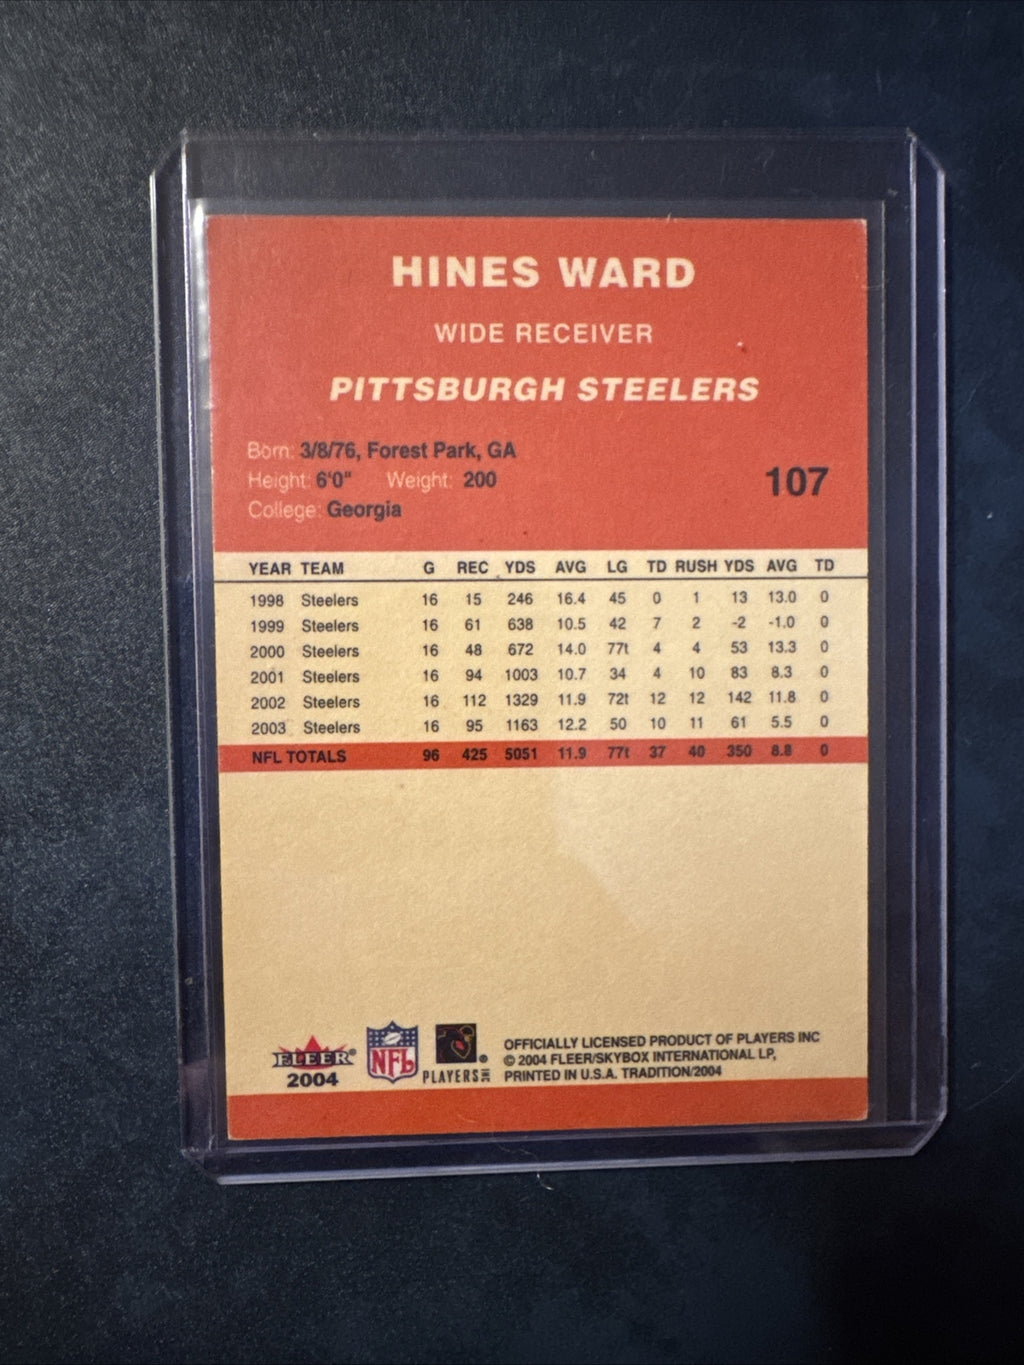 HINES WARD
WIDE RECEIVER
PITTSBURGH STEELERS
Born: 3/8/76, Forest Park, GA
Height: 6'0" Weight: 200
107
College: Georgia
YEAR TEAM G REC YDS AVG LG TD RUSH YDS AVG TD
1998 Steelers 16 15 246 16.4 45 0 1 13 13.0 0
1999 Steelers 16 61 638 10.5 42 7 2 -2 -1.0 0
2000 Steelers 16 48 672 14.0 77t 4 4 53 13.3 0
2001 Steelers 16 94 1003 10.7 34 4 10 83 8.3 0
2002 Steelers 16 112 1329 11.9 72t 12 12 142 11.8 0
2003 Steelers 16 95 1163 12.2 50 10 11 61 5.5 0
NFL TOTALS 96 425 5051 11.9 77t 37 40 350 8.8 0
FLEER®
2004
NFL
PLAYERS INC ®
OFFICIALLY LICENSED PRODUCT OF PLAYERS INC
© 2004 FLEER/SKYBOX INTERNATIONAL LP,
PRINTED IN U.S.A. TRADITION/2004